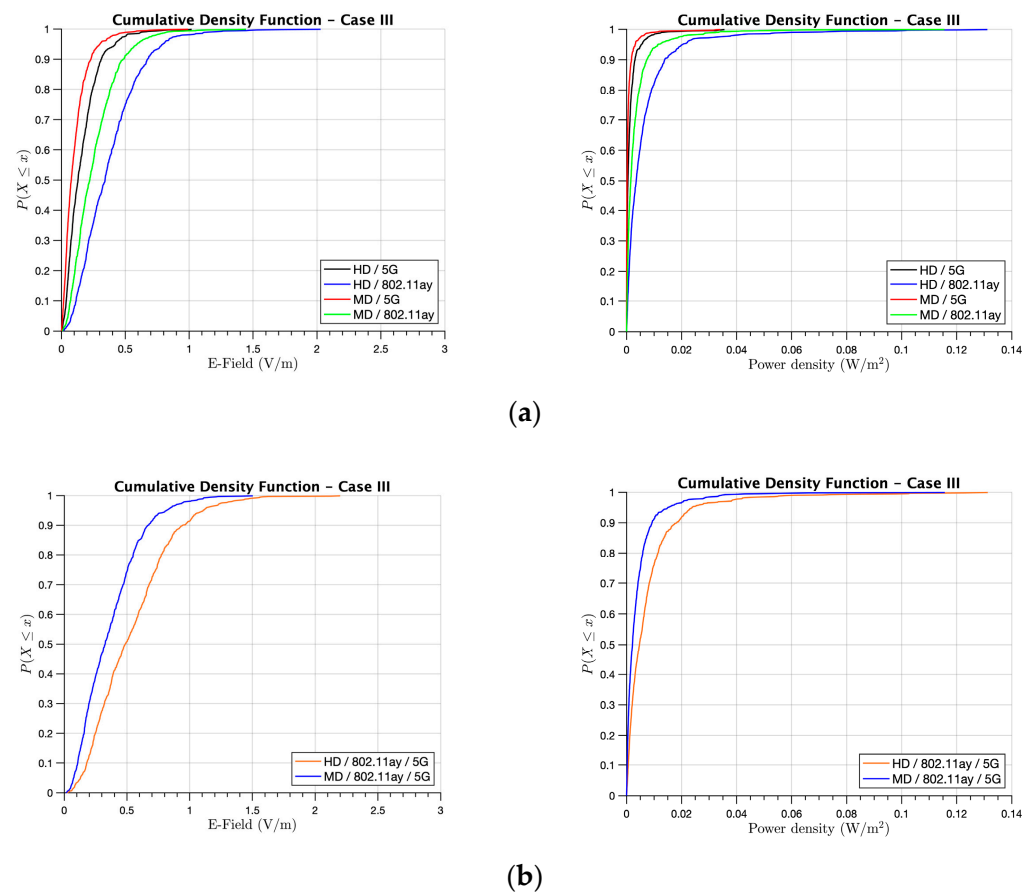 Cumulative Density Function – Case III
1
0.9
0.8
0.7
0.6
0.5
0.4
0.3
0.2
0.1
0
P(X ≤ x)
HD / 5G
HD / 802.11ay
MD / 5G
MD / 802.11ay
0 0.5 1 1.5 2 2.5 3
E-Field (V/m)
Cumulative Density Function – Case III
1
0.9
0.8
0.7
0.6
0.5
0.4
0.3
0.2
0.1
0
P(X ≤ x)
HD / 5G
HD / 802.11ay
MD / 5G
MD / 802.11ay
0 0.02 0.04 0.06 0.08 0.1 0.12 0.14
Power density (W/m²)
(a)
Cumulative Density Function – Case III
1
0.9
0.8
0.7
0.6
0.5
0.4
0.3
0.2
0.1
0
P(X ≤ x)
HD / 802.11ay / 5G
MD / 802.11ay / 5G
0 0.5 1 1.5 2 2.5 3
E-Field (V/m)
Cumulative Density Function – Case III
1
0.9
0.8
0.7
0.6
0.5
0.4
0.3
0.2
0.1
0
P(X ≤ x)
HD / 802.11ay / 5G
MD / 802.11ay / 5G
0 0.02 0.04 0.06 0.08 0.1 0.12 0.14
Power density (W/m²)
(b)